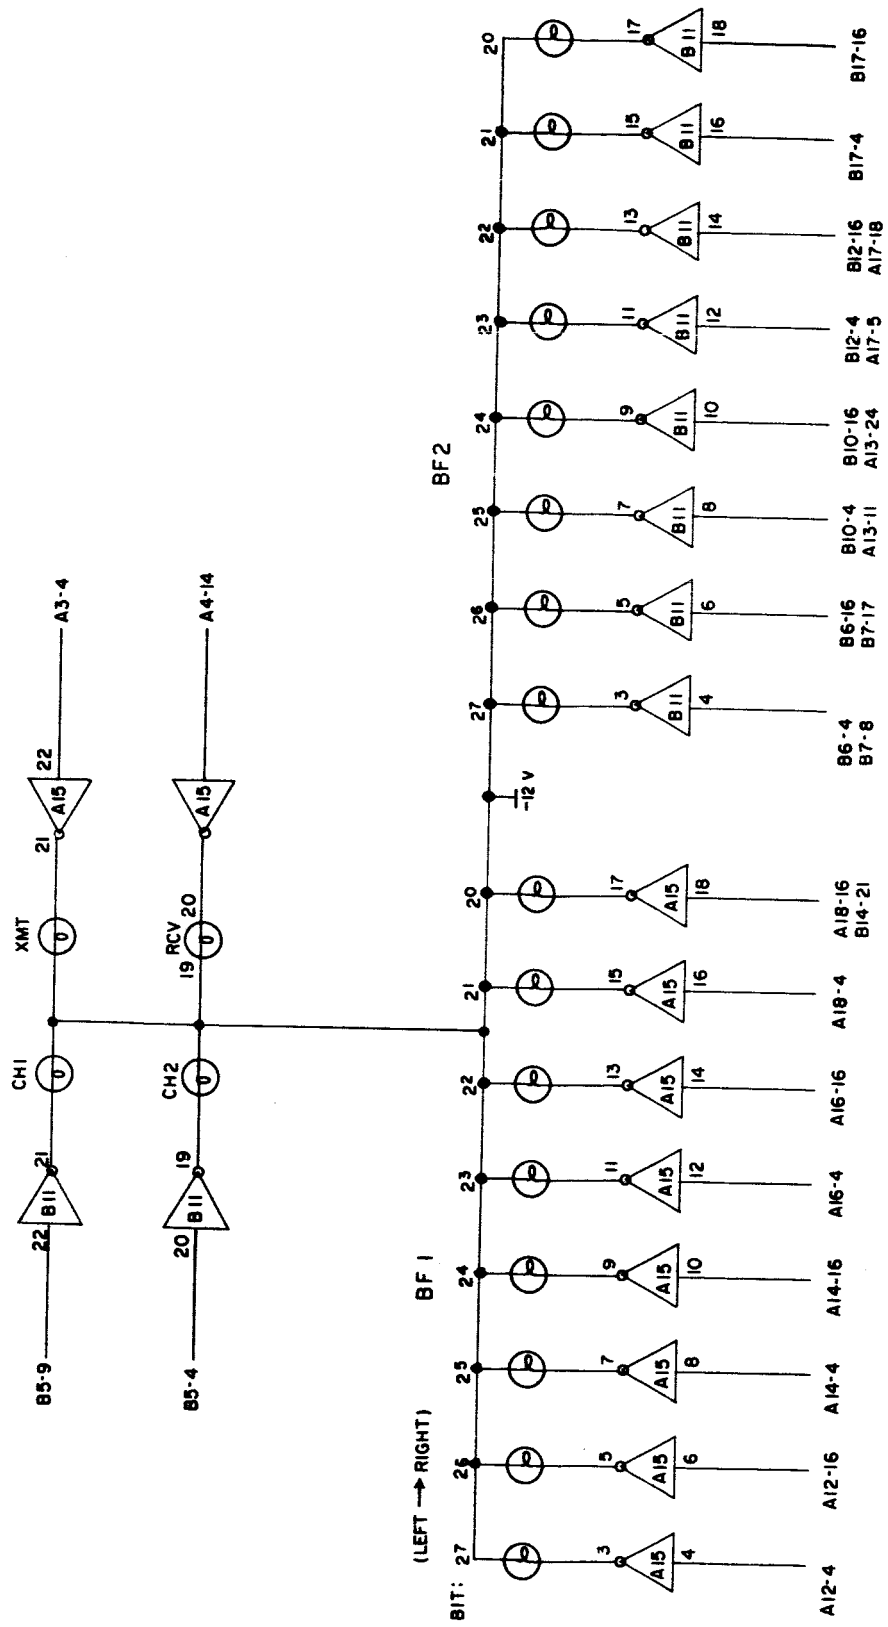 CH1 XMT
B5-9 22 B11 21 21 A15 22 A3-4
CH2 19 RCV 20
B5-4 20 B11 19 A15 A4-14
(LEFT → RIGHT) BF1 BF2
BIT: 27 26 25 24 23 22 21 20 27 26 25 24 23 22 21 20
-12 V
3 5 7 9 11 13 15 17 3 5 7 9 11 13 15 17
A15 A15 A15 A15 A15 A15 A15 A15 B11 B11 B11 B11 B11 B11 B11 B11
4 6 8 10 12 14 16 18 4 6 8 10 12 14 16 18
A12-4 A12-16 A14-4 A14-16 A16-4 A16-16 A18-4 A18-16 B6-4 B6-16 B10-4 B10-16 B12-4 B12-16 B17-4 B17-16
B14-21 B7-8 B7-17 A13-11 A13-24 A17-5 A17-18